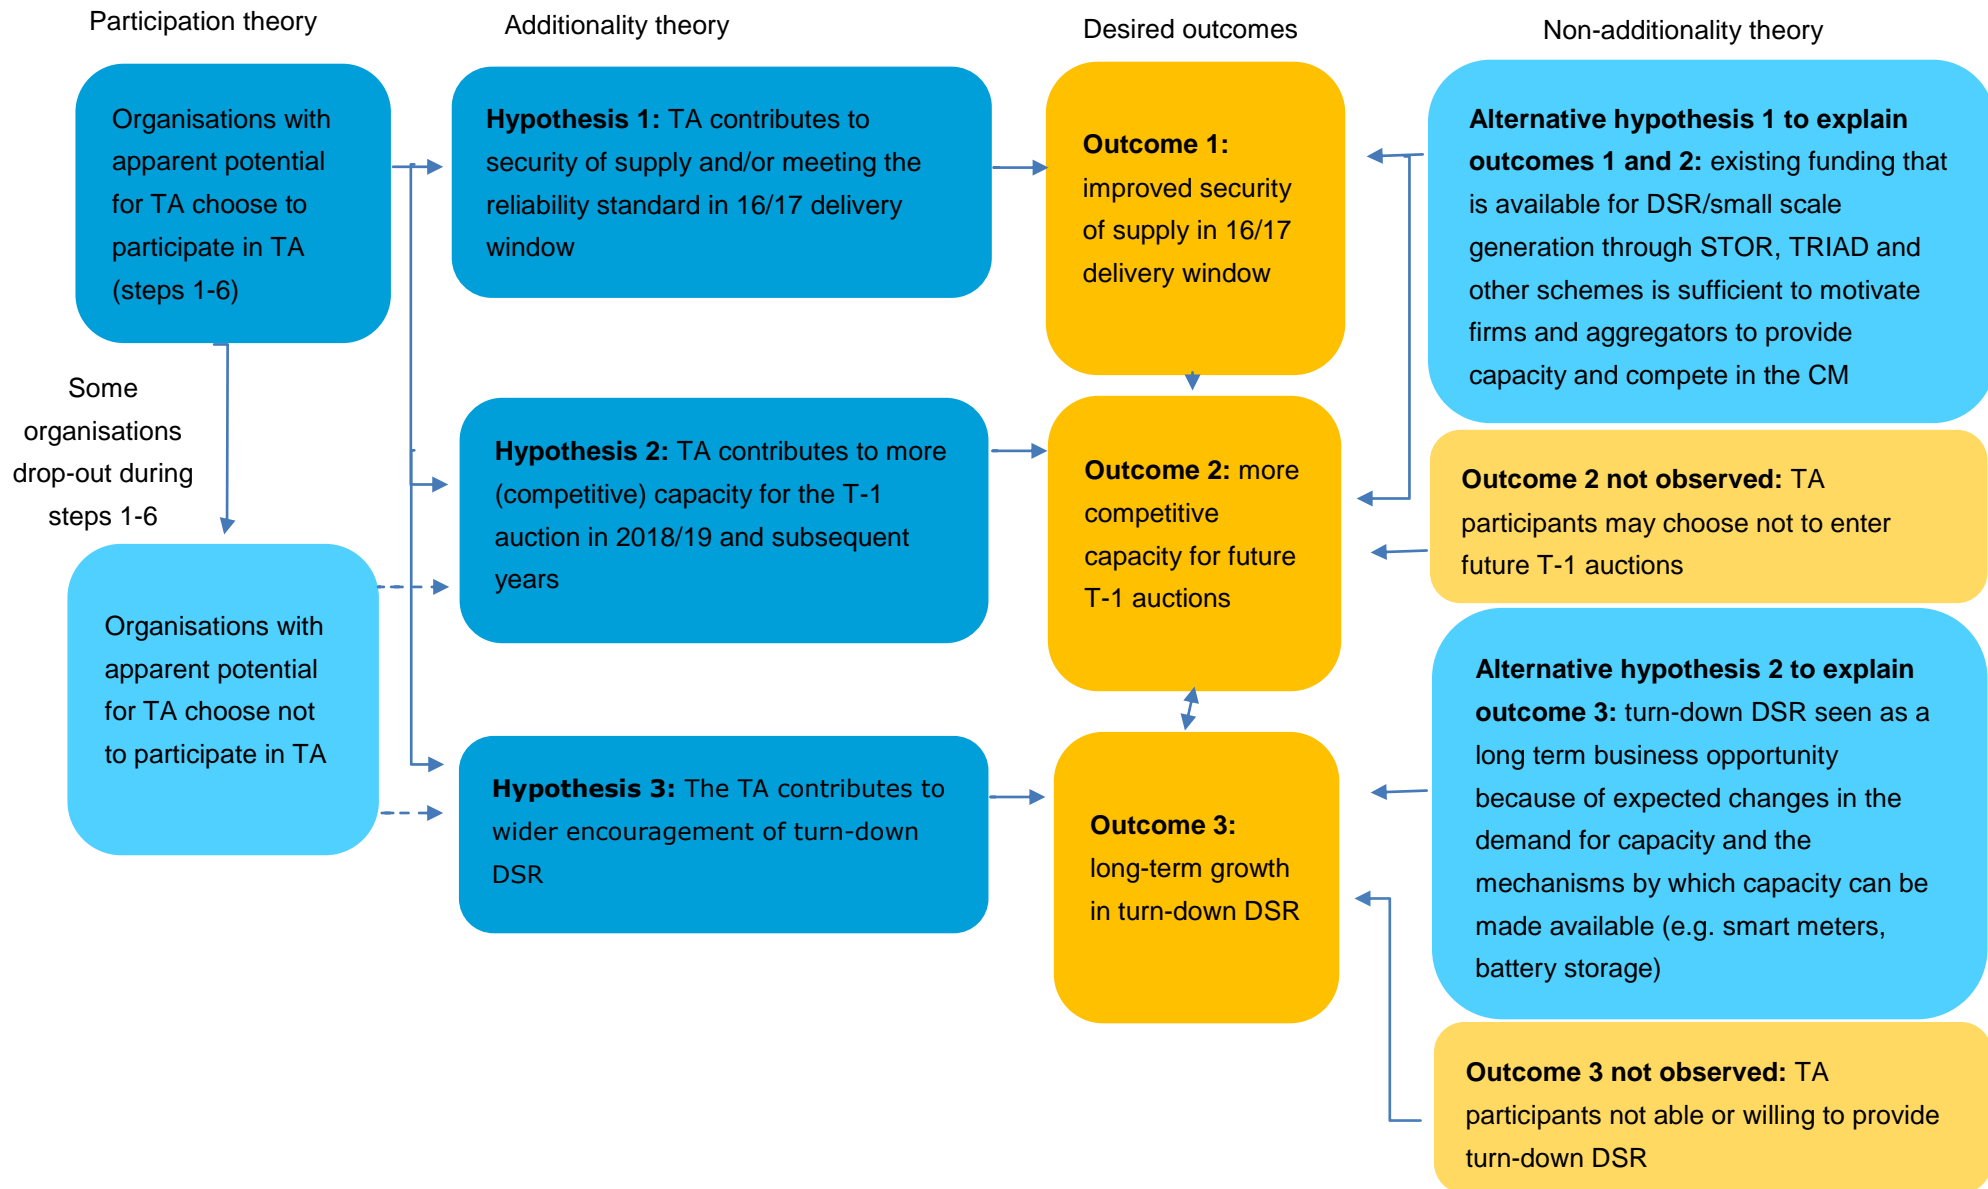 Participation theory
Organisations with
apparent potential
for TA choose to
participate in TA
(steps 1-6)
Some
organisations
drop-out during
steps 1-6
Organisations with
apparent potential
for TA choose not
to participate in TA
Additionality theory
Hypothesis 1: TA contributes to
security of supply and/or meeting the
reliability standard in 16/17 delivery
window
Hypothesis 2: TA contributes to more
(competitive) capacity for the T-1
auction in 2018/19 and subsequent
years
Hypothesis 3: The TA contributes to
wider encouragement of turn-down
DSR
Desired outcomes
Outcome 1:
improved security
of supply in 16/17
delivery window
Outcome 2: more
competitive
capacity for future
T-1 auctions
Outcome 3:
long-term growth
in turn-down DSR
Non-additionality theory
Alternative hypothesis 1 to explain
outcomes 1 and 2: existing funding that
is available for DSR/small scale
generation through STOR, TRIAD and
other schemes is sufficient to motivate
firms and aggregators to provide
capacity and compete in the CM
Outcome 2 not observed: TA
participants may choose not to enter
future T-1 auctions
Alternative hypothesis 2 to explain
outcome 3: turn-down DSR seen as a
long term business opportunity
because of expected changes in the
demand for capacity and the
mechanisms by which capacity can be
made available (e.g. smart meters,
battery storage)
Outcome 3 not observed: TA
participants not able or willing to provide
turn-down DSR